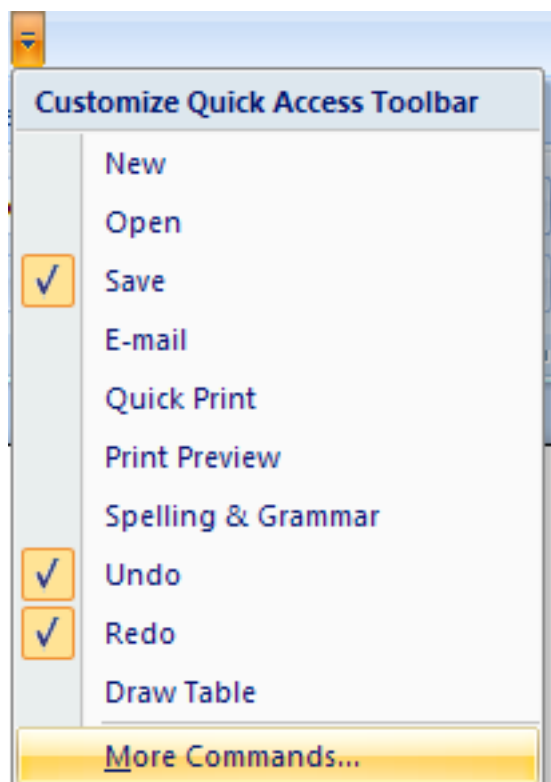 Customize Quick Access Toolbar
New
Open
Save
E-mail
Quick Print
Print Preview
Spelling & Grammar
Undo
Redo
Draw Table
More Commands...